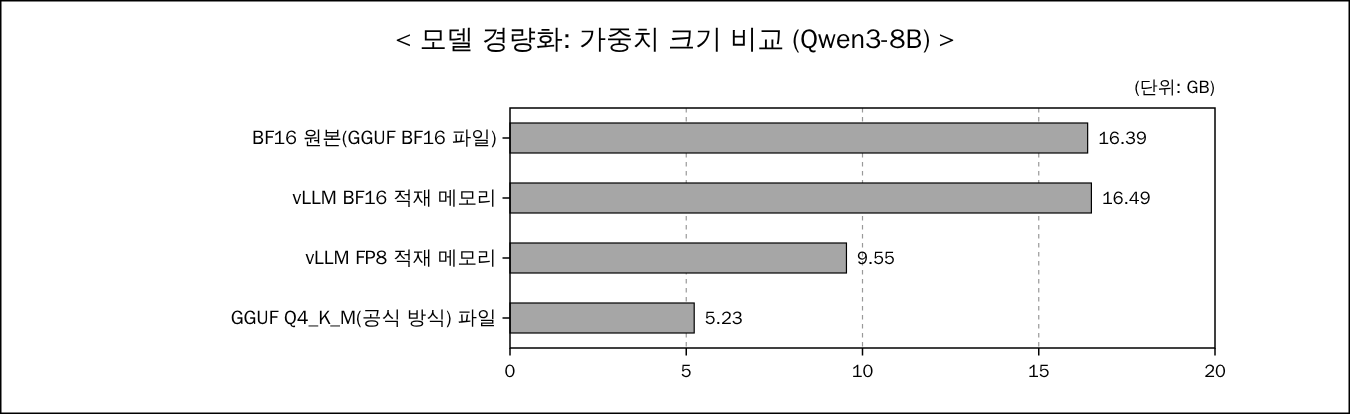 < 모델 경량화: 가중치 크기 비교 (Qwen3-8B) >
(단위: GB)
BF16 원본(GGUF BF16 파일)
16.39
vLLM BF16 적재 메모리
16.49
vLLM FP8 적재 메모리
9.55
GGUF Q4_K_M(공식 방식) 파일
5.23
0 5 10 15 20